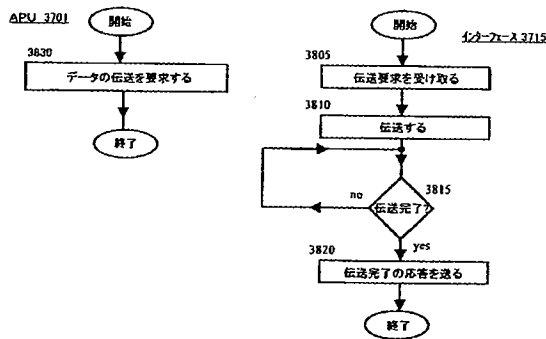 APU 3701
開始
3830
データの伝送を要求する
終了
開始
インターフェース 3715
3805
伝送要求を受け取る
3810
伝送する
no
3815
伝送完了?
yes
3820
伝送完了の応答を送る
終了